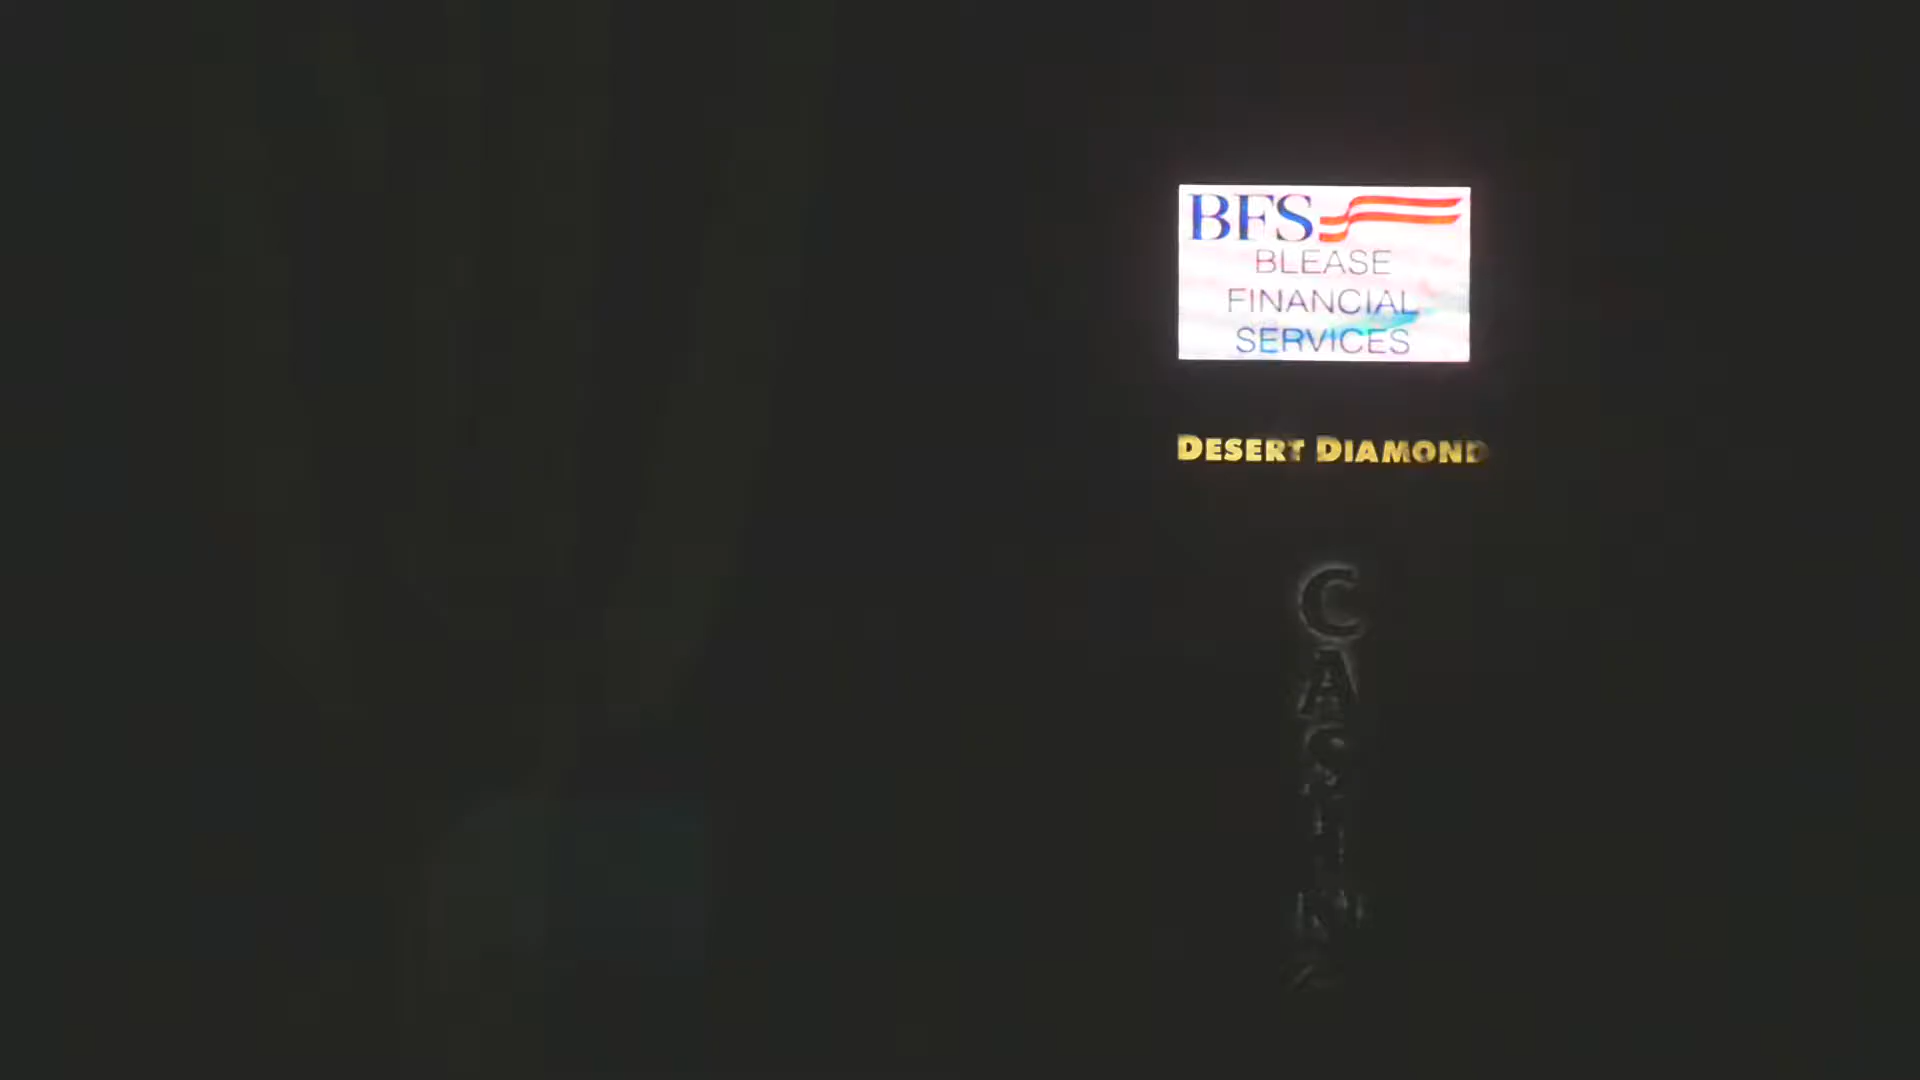 BFS
BLEASE
FINANCIAL
SERVICES
DESERT DIAMOND
C
A
S
I
N
O